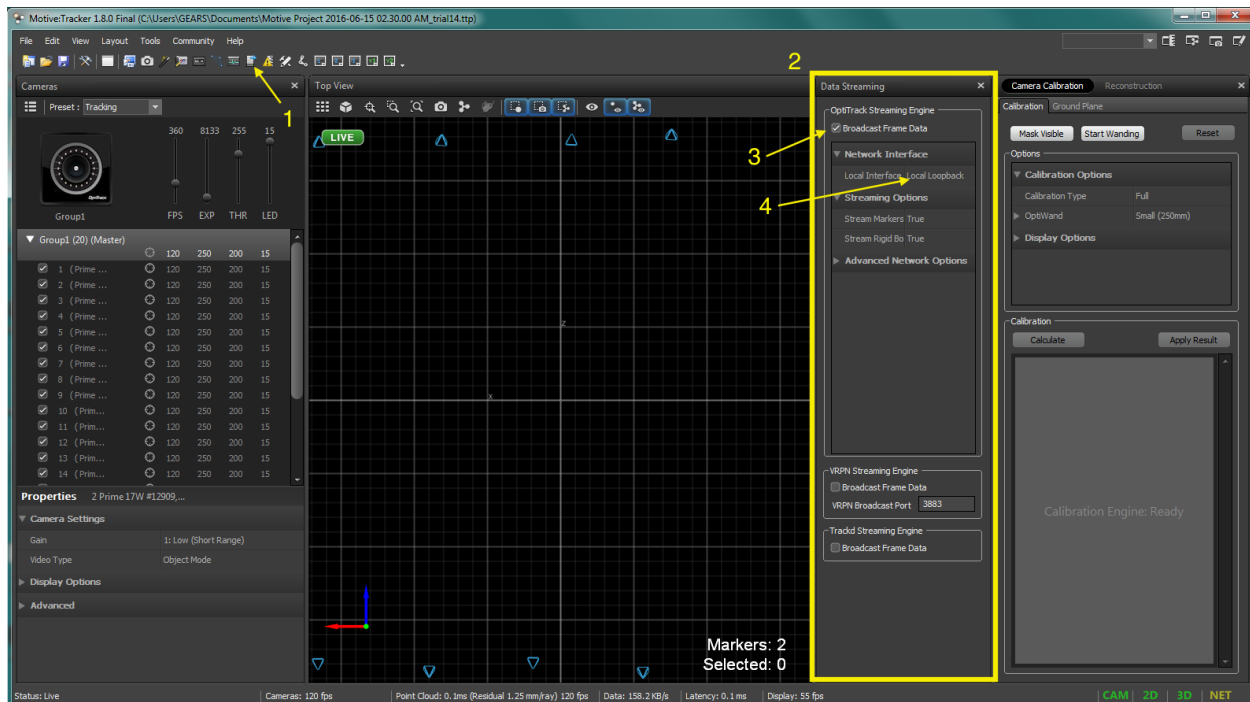 Motive:Tracker 1.8.0 Final (C:\Users\GEARS\Documents\Motive Project 2016-06-15 02.30.00 AM_trial14.ttp)
File Edit View Layout Tools Community Help
2
1
Cameras
Preset : Tracking
360 8133 255 15
OptiTrack
Group1 FPS EXP THR LED
Group1 (20) (Master)
120 250 200 15
1 (Prime ... 120 250 200 15
2 (Prime ... 120 250 200 15
3 (Prime ... 120 250 200 15
4 (Prime ... 120 250 200 15
5 (Prime ... 120 250 200 15
6 (Prime ... 120 250 200 15
7 (Prime ... 120 250 200 15
8 (Prime ... 120 250 200 15
9 (Prime ... 120 250 200 15
10 (Prim... 120 250 200 15
11 (Prim... 120 250 200 15
12 (Prim... 120 250 200 15
13 (Prim... 120 250 200 15
14 (Prim... 120 250 200 15
Properties 2 Prime 17W #12909,...
Camera Settings
Gain 1: Low (Short Range)
Video Type Object Mode
Display Options
Advanced
Top View
LIVE
z
x
Markers: 2
Selected: 0
Data Streaming
OptiTrack Streaming Engine
Broadcast Frame Data
3
Network Interface
Local Interface Local Loopback
4
Streaming Options
Stream Markers True
Stream Rigid Bo True
Advanced Network Options
VRPN Streaming Engine
Broadcast Frame Data
VRPN Broadcast Port 3883
Trackd Streaming Engine
Broadcast Frame Data
Camera Calibration Reconstruction
Calibration Ground Plane
Mask Visible Start Wanding Reset
Options
Calibration Options
Calibration Type Full
OptiWand Small (250mm)
Display Options
Calibration
Calculate Apply Result
Calibration Engine: Ready
Status: Live Cameras: 120 fps Point Cloud: 0.1ms (Residual 1.25 mm/ray) 120 fps Data: 158.2 KB/s Latency: 0.1 ms Display: 55 fps CAM 2D 3D NET